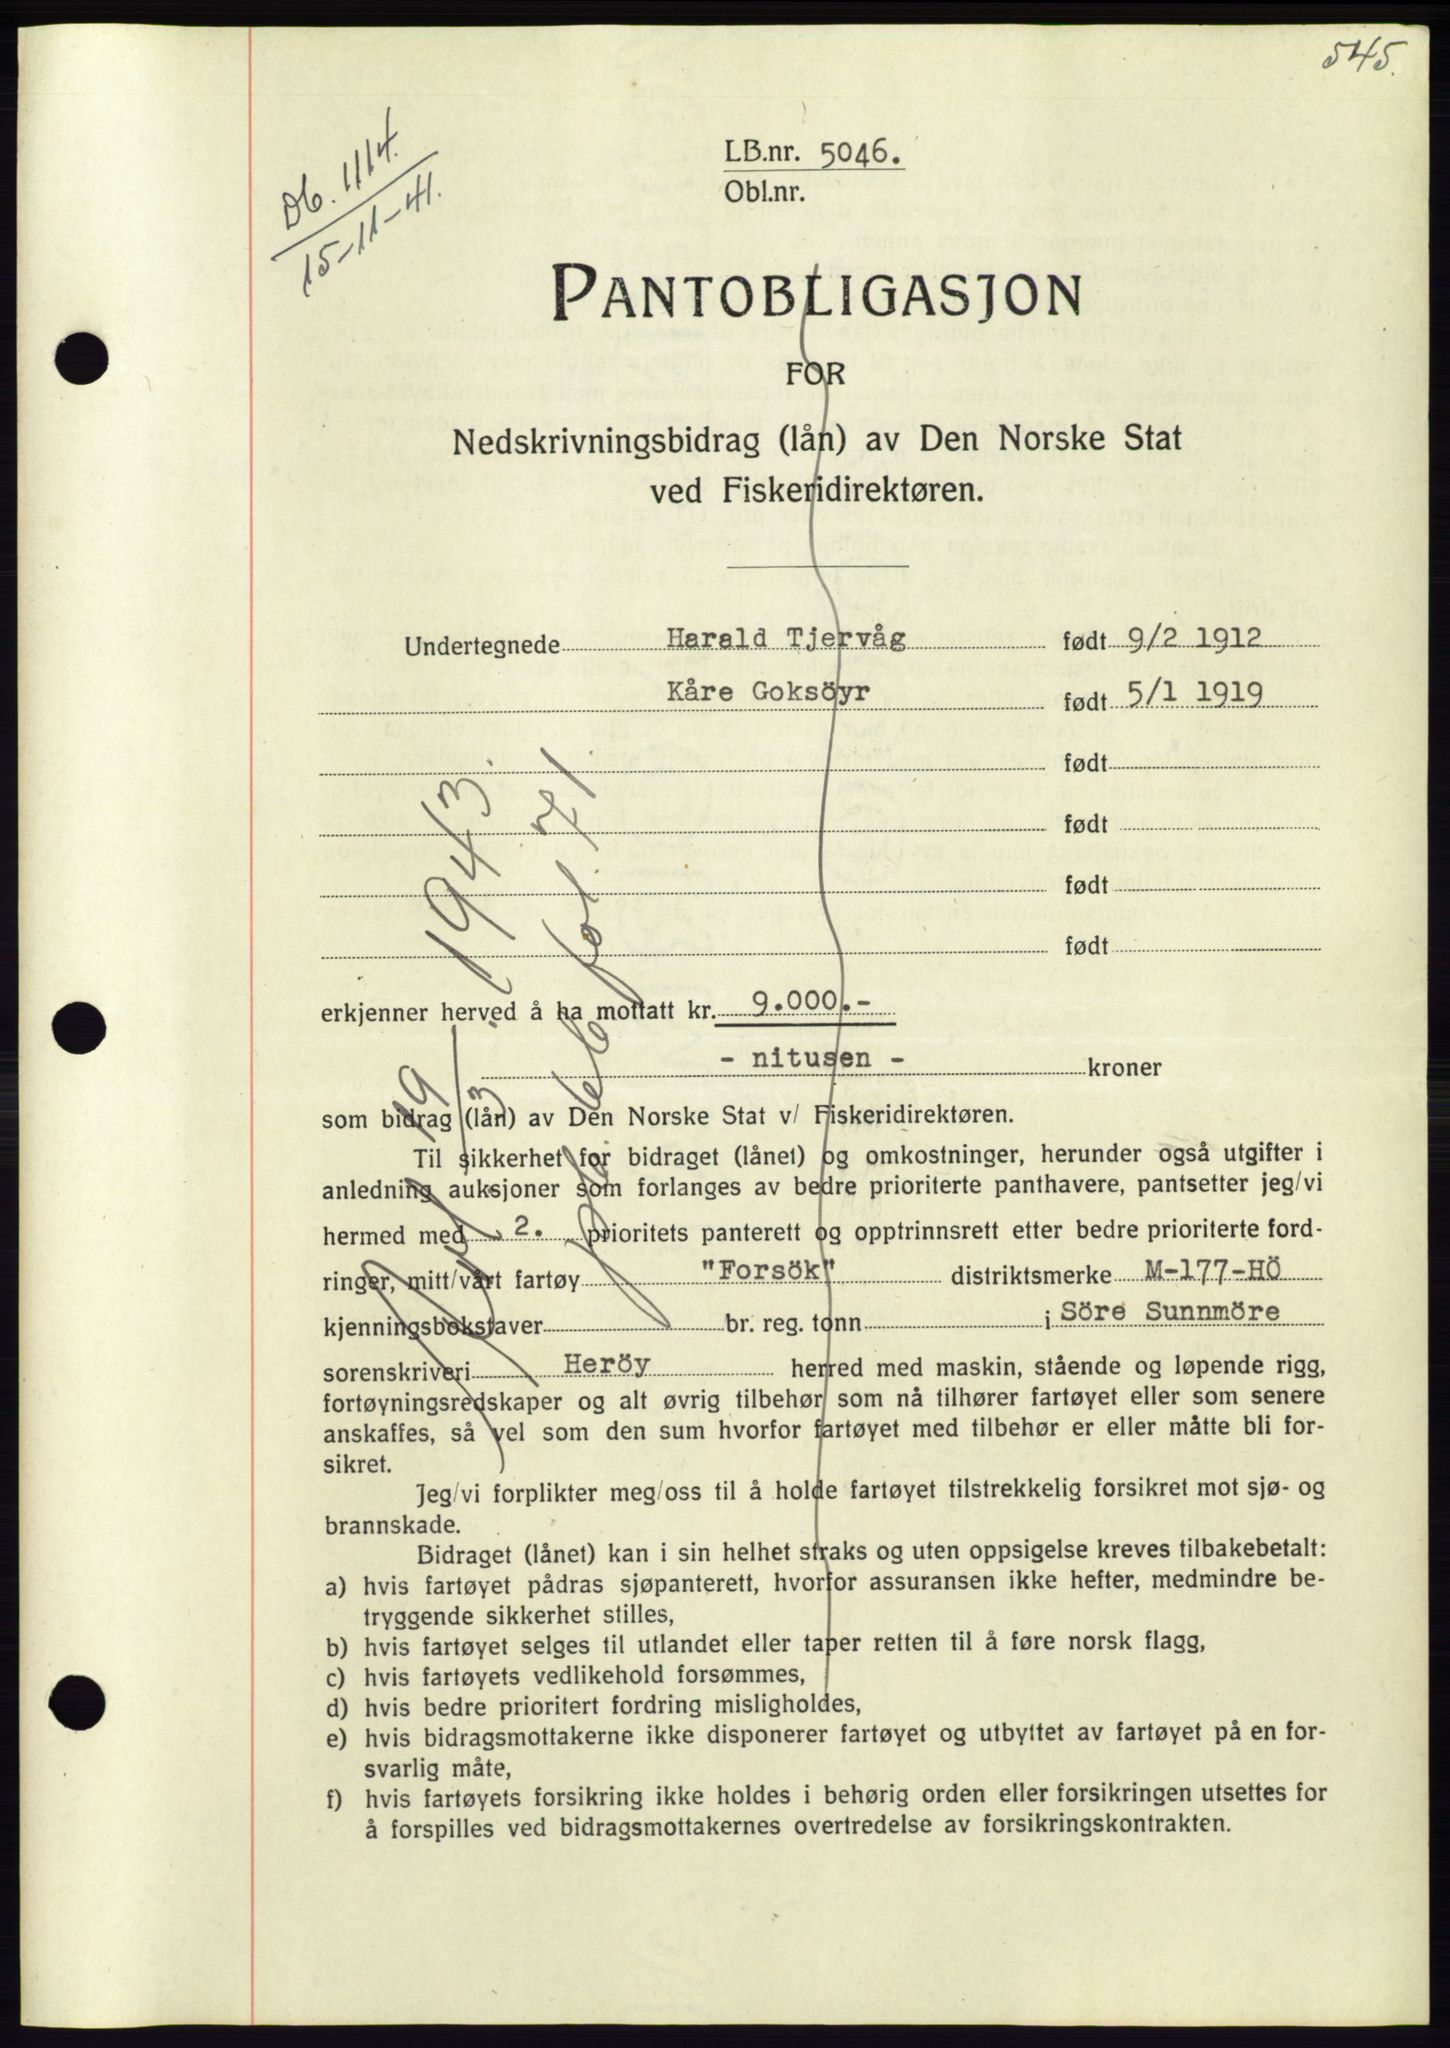 545.
Db. 1114.
15-11-41.
LB.nr. 5046.
Obl.nr.
PANTOBLIGASJON
FOR
Nedskrivningsbidrag (lån) av Den Norske Stat
ved Fiskeridirektøren.
Undertegnede Harald Tjervåg født 9/2 1912
Kåre Goksöyr født 5/1 1919
født
født
født
født
erkjenner herved å ha mottatt kr. 9.000.-
- nitusen - kroner
som bidrag (lån) av Den Norske Stat v/ Fiskeridirektøren.
Til sikkerhet for bidraget (lånet) og omkostninger, herunder også utgifter i
anledning auksjoner som forlanges av bedre prioriterte panthavere, pantsetter jeg/vi
hermed med 2. prioritets panterett og opptrinnsrett etter bedre prioriterte ford-
ringer, mitt/vårt fartøy "Forsök" distriktsmerke M-177-HÖ
kjenningsbokstaver br. reg. tonn i Söre Sunnmöre
sorenskriveri Heröy herred med maskin, stående og løpende rigg,
fortøyningsredskaper og alt øvrig tilbehør som nå tilhører fartøyet eller som senere
anskaffes, så vel som den sum hvorfor fartøyet med tilbehør er eller måtte bli for-
sikret.
Jeg/vi forplikter meg/oss til å holde fartøyet tilstrekkelig forsikret mot sjø- og
brannskade.
Bidraget (lånet) kan i sin helhet straks og uten oppsigelse kreves tilbakebetalt:
a) hvis fartøyet pådras sjøpanterett, hvorfor assuransen ikke hefter, medmindre be-
tryggende sikkerhet stilles,
b) hvis fartøyet selges til utlandet eller taper retten til å føre norsk flagg,
c) hvis fartøyets vedlikehold forsømmes,
d) hvis bedre prioritert fordring misligholdes,
e) hvis bidragsmottakerne ikke disponerer fartøyet og utbyttet av fartøyet på en for-
svarlig måte,
f) hvis fartøyets forsikring ikke holdes i behørig orden eller forsikringen utsettes for
å forspilles ved bidragsmottakernes overtredelse av forsikringskontrakten.
19/3 1943.
fol. 71